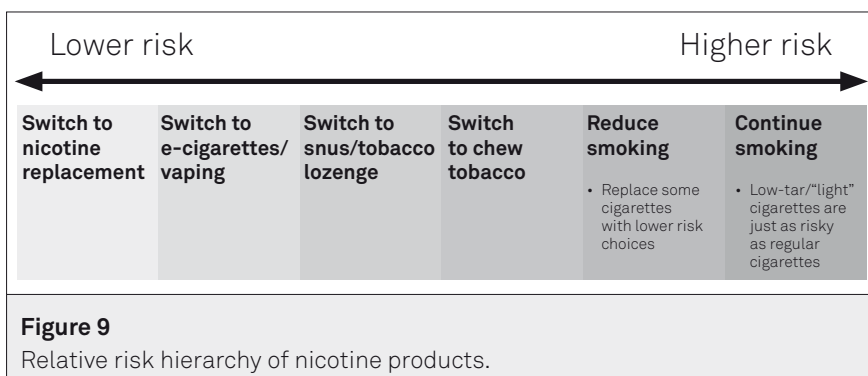 Lower risk
Higher risk
Switch to
nicotine
replacement
Switch to
e-cigarettes/
vaping
Switch to
snus/tobacco
lozenge
Switch
to chew
tobacco
Reduce
smoking
• Replace some
cigarettes
with lower risk
choices
Continue
smoking
• Low-tar/“light”
cigarettes are
just as risky
as regular
cigarettes
Figure 9
Relative risk hierarchy of nicotine products.